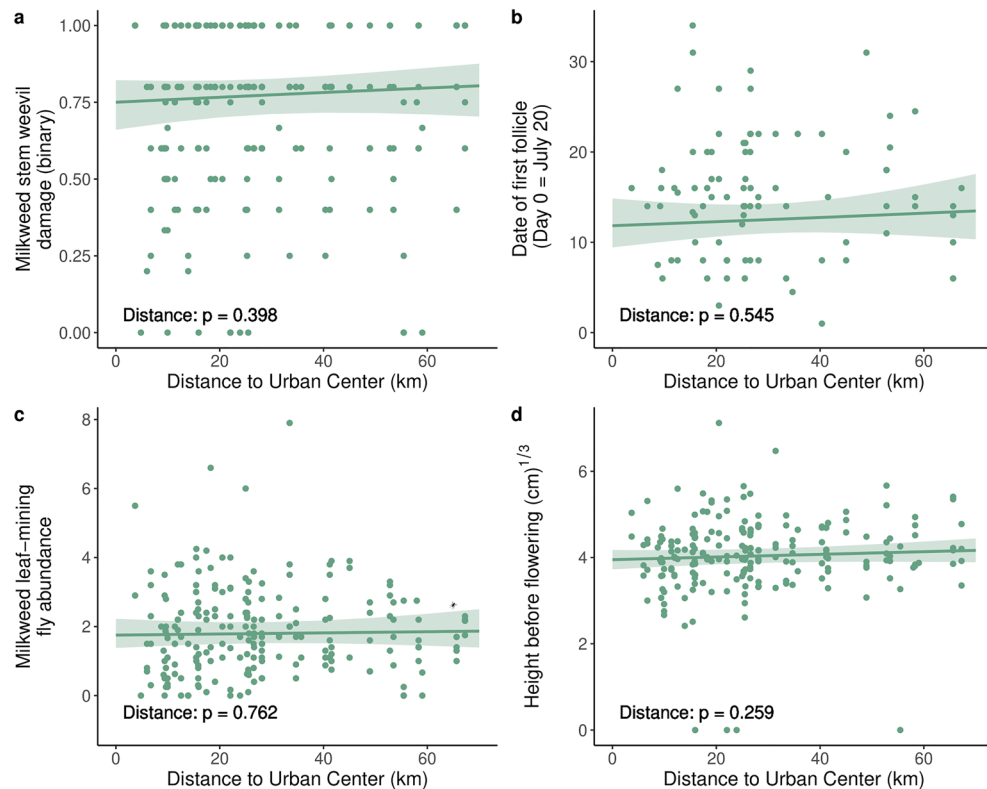 a
Milkweed stem weevil
damage (binary)
1.00
0.75
0.50
0.25
0.00
Distance: p = 0.398
0
20
40
60
Distance to Urban Center (km)
b
Date of first follicle
(Day 0 = July 20)
30
20
10
0
Distance: p = 0.545
0
20
40
60
Distance to Urban Center (km)
c
Milkweed leaf-mining
fly abundance
8
6
4
2
0
Distance: p = 0.762
0
20
40
60
Distance to Urban Center (km)
d
Height before flowering (cm)^1/3
6
4
2
0
Distance: p = 0.259
0
20
40
60
Distance to Urban Center (km)